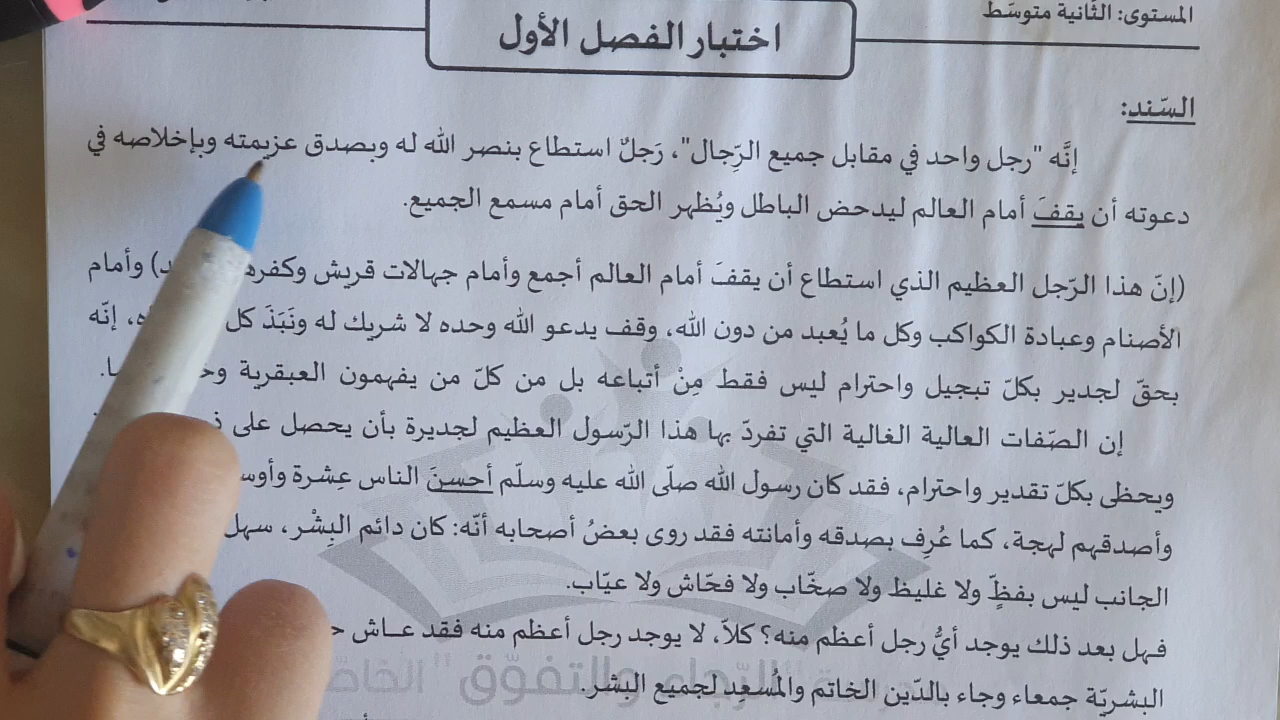 المستوى: الثّانية متوسّط
اختبار الفصل الأول
السّند:
إنَّه "رجل واحد في مقابل جميع الرِّجال"، رَجلٌ استطاع بنصر الله له وبصدق عزيمته وبإخلاصه في
دعوته أن يقفَ أمام العالم ليدحض الباطل ويُظهر الحق أمام مسمع الجميع.
(إنّ هذا الرّجل العظيم الذي استطاع أن يقفَ أمام العالم أجمع وأمام جهالات قريش وكفره) وأمام
الأصنام وعبادة الكواكب وكل ما يُعبد من دون الله، وقف يدعو الله وحده لا شريك له ونَبَذَ كل ، إنّه
بحقّ لجدير بكلّ تبجيل واحترام ليس فقط مِنْ أتباعه بل من كلّ من يفهمون العبقرية
إن الصّفات العالية الغالية التي تفردّ بها هذا الرّسول العظيم لجديرة بأن يحصل على
ويحظى بكلّ تقدير واحترام، فقد كان رسول الله صلّى الله عليه وسلّم أحسنَ الناس عِشرة
وأصدقهم لهجة، كما عُرِف بصدقه وأمانته فقد روى بعضُ أصحابه أنّه: كان دائم البِشْر، سهل
الجانب ليس بفظٍّ ولا غليظ ولا صخّاب ولا فحّاش ولا عيّاب.
فهل بعد ذلك يوجد أيُّ رجل أعظم منه؟ كلاّ، لا يوجد رجل أعظم منه فقد عـاش
البشريّة جمعاء وجاء بالدّين الخاتم والمُسعِد لجميع البشر.
"الرّجاء والتفوّق" الخاصّة